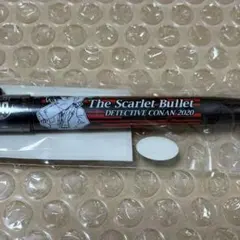 The Scarlet Bullet
DETECTIVE CONAN 2020